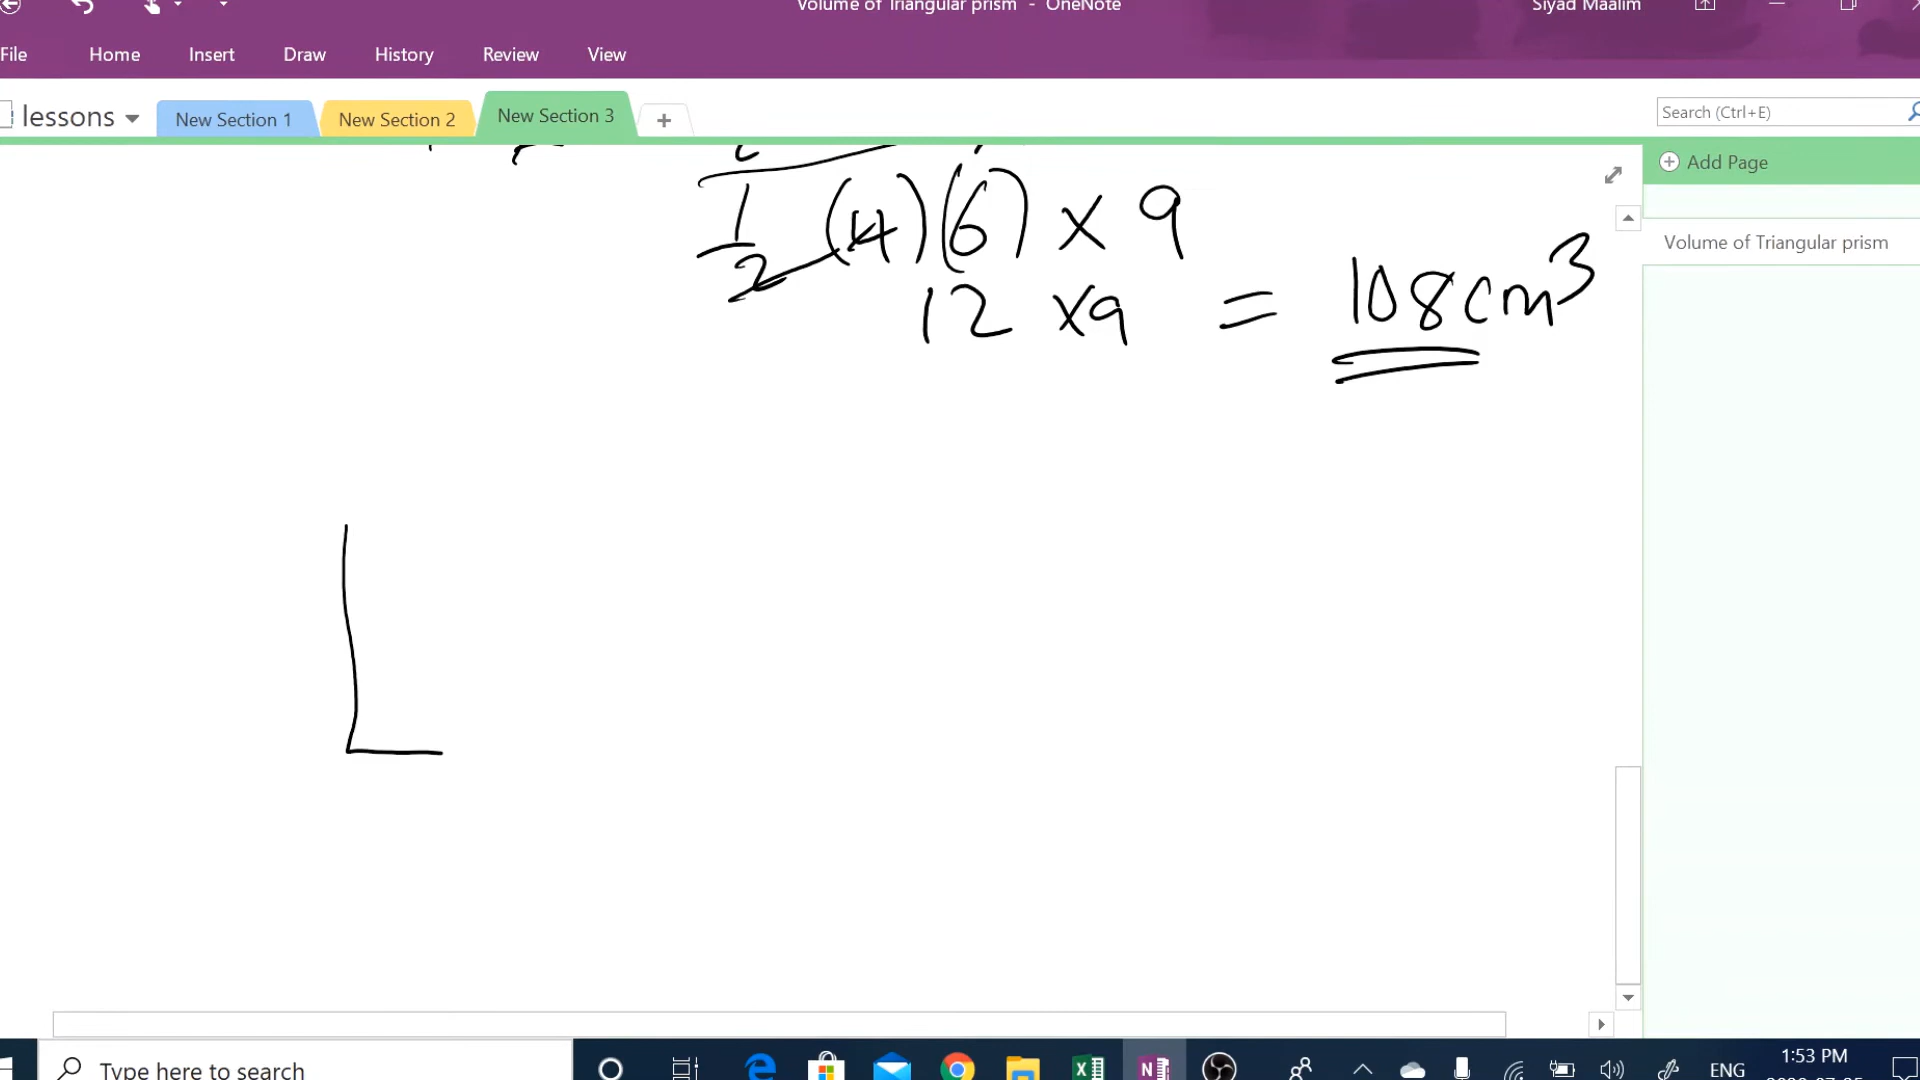 Volume of Triangular prism - OneNote
Siyad Maalim
File Home Insert Draw History Review View
lessons New Section 1 New Section 2 New Section 3 +
Search (Ctrl+E)
Add Page
Volume of Triangular prism
1/2 (4)(6) × 9
12 × 9 = 108cm³
Type here to search
ENG
1:53 PM